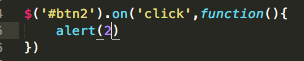 $('#btn2').on('click',function(){
    alert(2)
})